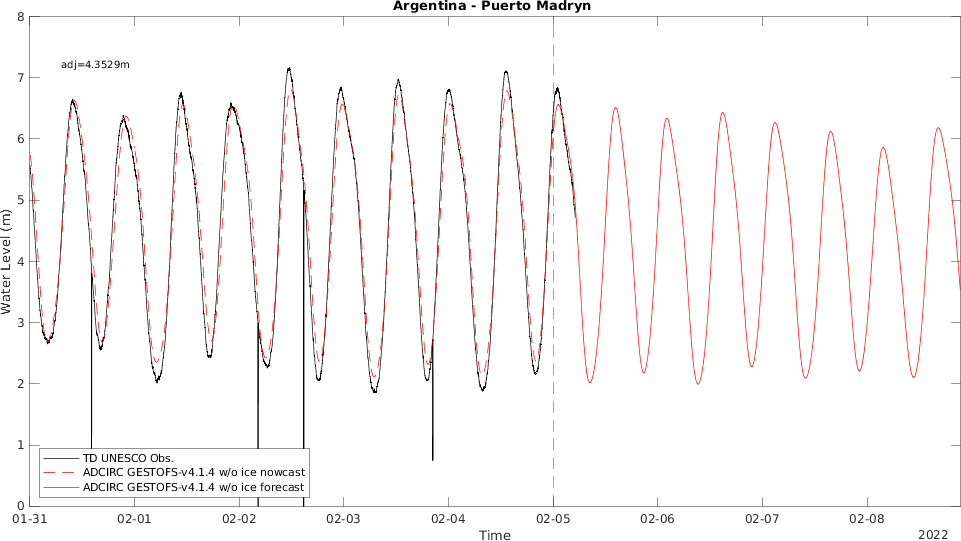 Argentina - Puerto Madryn
8
adj=4.3529m
7
6
5
4
3
2
1
0
Water Level (m)
TD UNESCO Obs.
ADCIRC GESTOFS-v4.1.4 w/o ice nowcast
ADCIRC GESTOFS-v4.1.4 w/o ice forecast
01-31 02-01 02-02 02-03 02-04 02-05 02-06 02-07 02-08
Time
2022